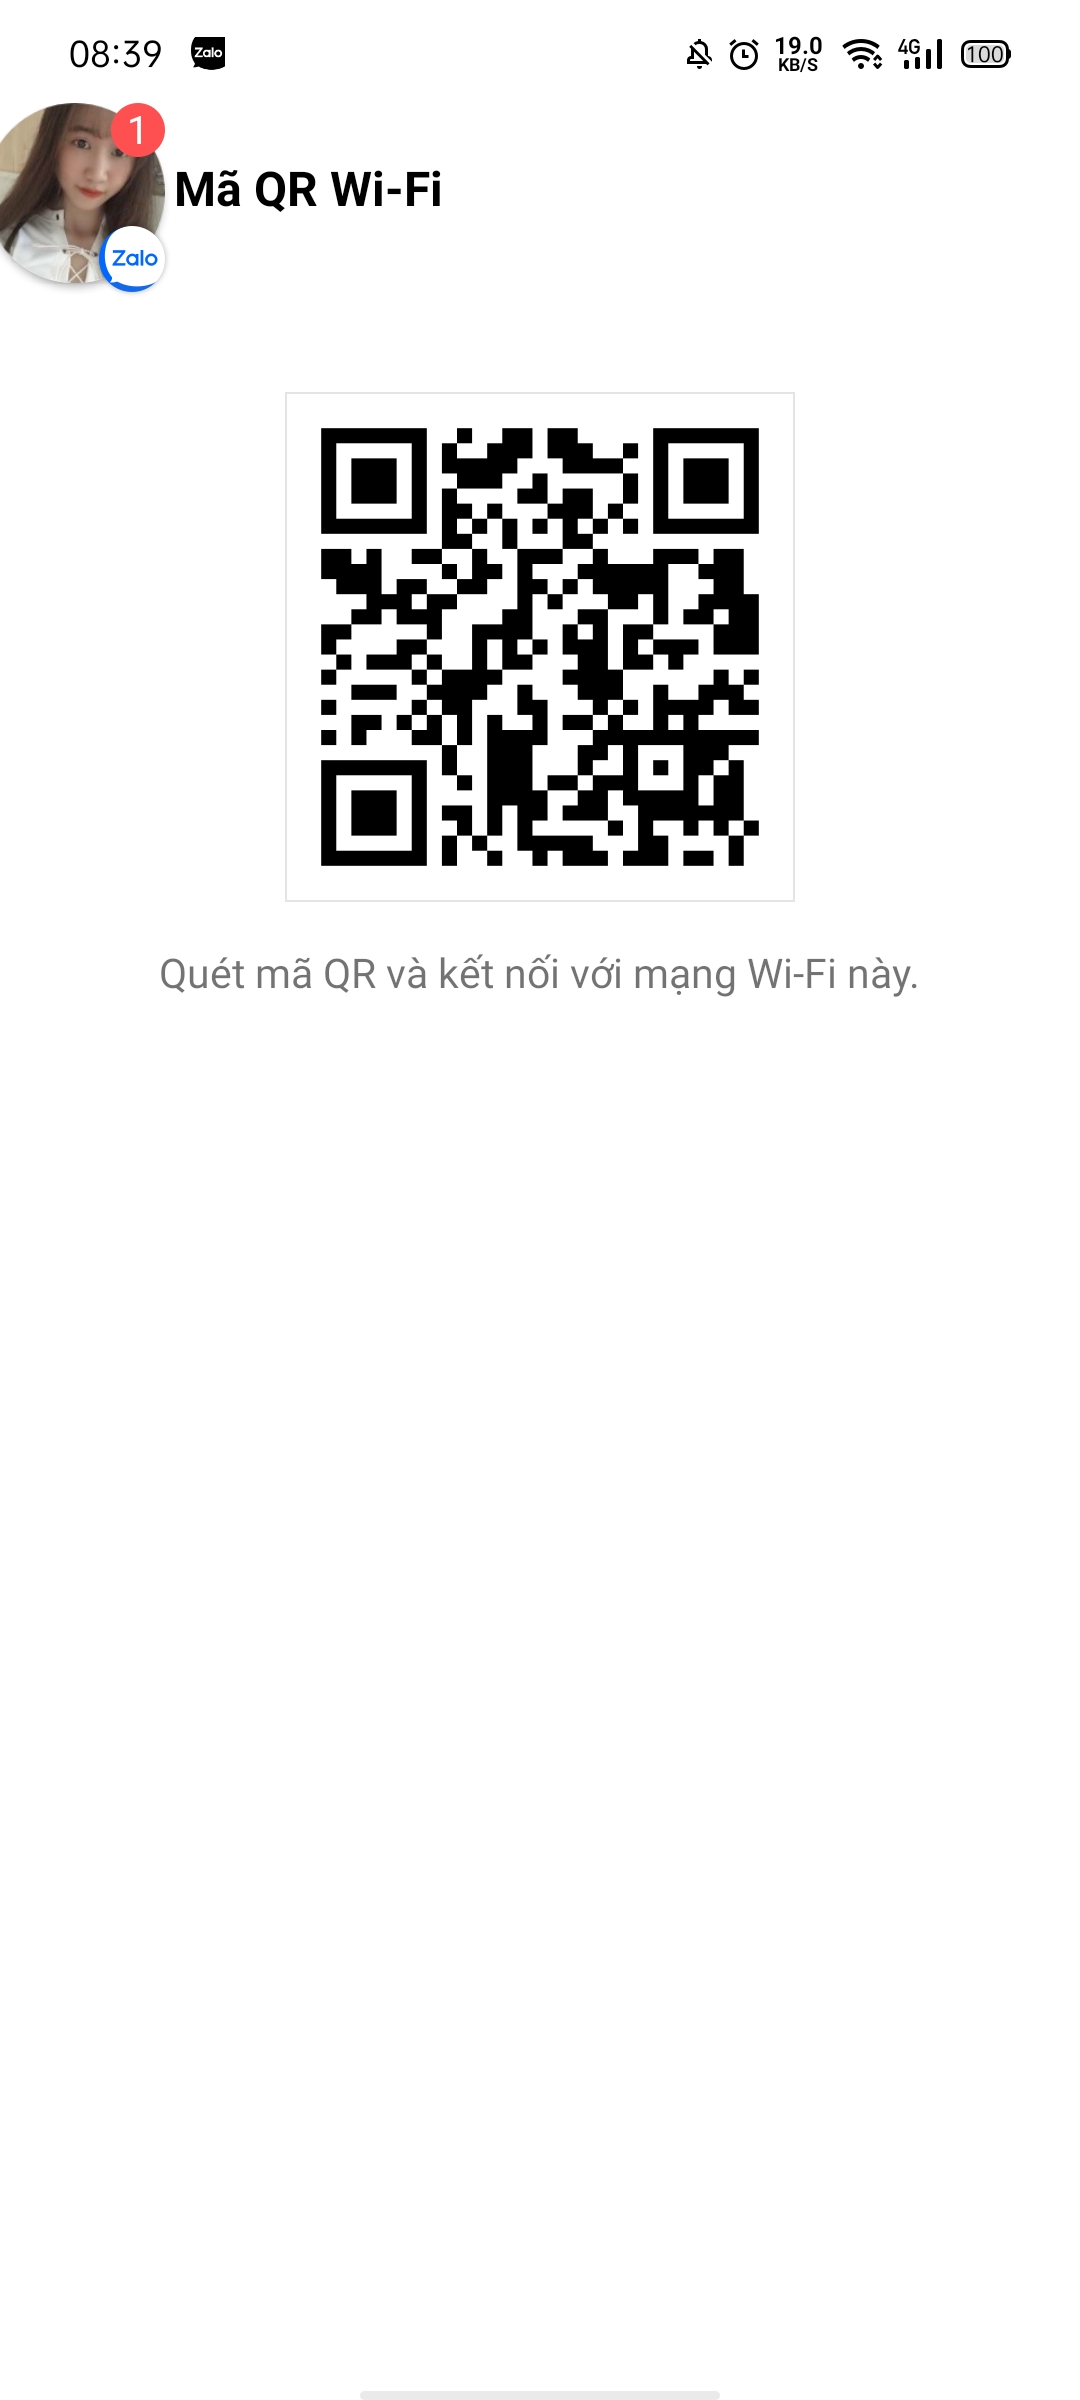 08:39 Zalo 19.0 KB/S 4G 100
1
Mã QR Wi-Fi
Zalo
Quét mã QR và kết nối với mạng Wi-Fi này.